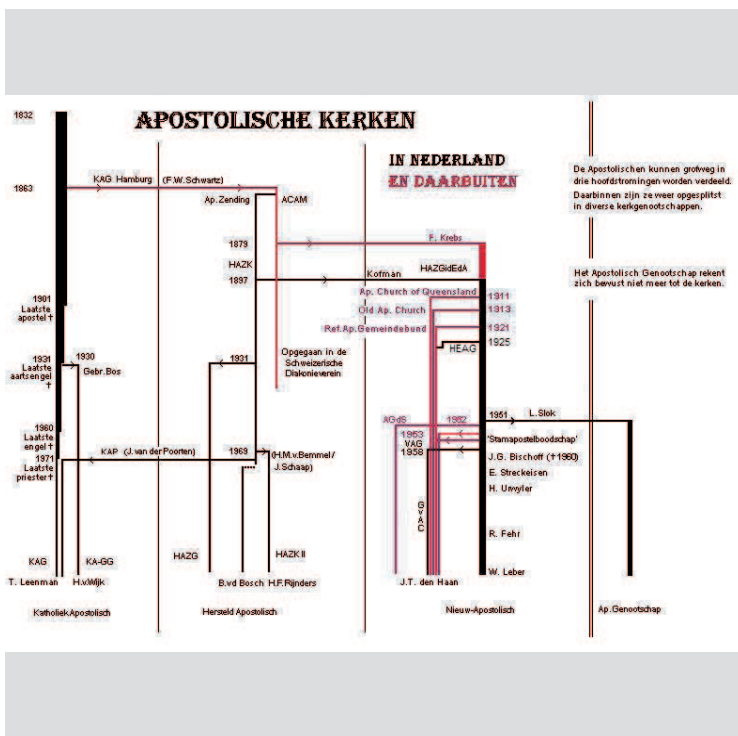 APOSTOLISCHE KERKEN
IN NEDERLAND
EN DAARBUITEN
De Apostolischen kunnen grofweg in
drie hoofdstromingen worden verdeeld.
Daarbinnen zijn ze weer opgesplitst
in diverse kerkgenootschappen.
Het Apostolisch Genootschap rekent
zich bewust niet meer tot de kerken.
1832
1863
KAG Hamburg (F.W. Schwartz)
Ap. Zending
ACAM
1879
F. Krebs
HAZK
1897
Kofman
HAZGidEdA
1901
Laatste
apostel †
Ap. Church of Queensland
1911
Old Ap. Church
1913
Ref. Ap. Gemeindebund
1921
1925
HEAG
1931
Laatste
aartsengel
†
1930
Gebr. Bos
1931
Opgegaan in de
Schweizerische
Diakonieverein
1951
L. Slok
AGdS
1953
VAG
1958
'Stamapostelboodschap'
J.G. Bischoff († 1960)
E. Streckeisen
H. Urwyler
1960
Laatste
engel †
1971
Laatste
priester †
KAP (J. van der Poorten)
1969
(H.M.v.Bemmel /
J. Schaap)
GvAC
R. Fehr
W. Leber
KAG
KA-GG
HAZG
HAZK II
T. Leenman
H.v.Wijk
B.vd Bosch
H.F. Rijnders
J.T. den Haan
Katholiek Apostolisch
Hersteld Apostolisch
Nieuw-Apostolisch
Ap. Genootschap